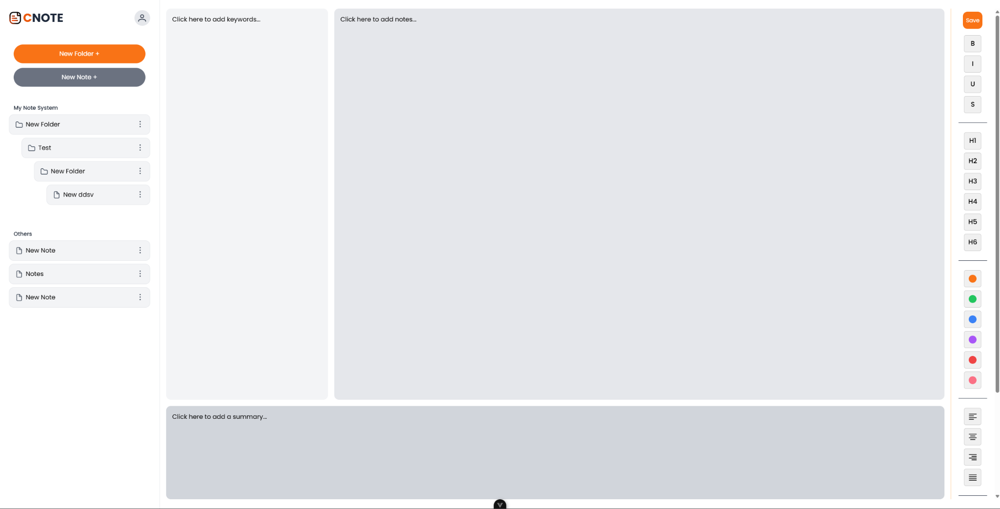 CNOTE
New Folder +
New Note +
My Note System
New Folder
Test
New Folder
New ddsv
Others
New Note
Notes
New Note
Click here to add keywords...
Click here to add notes...
Click here to add a summary...
Save
B
I
U
S
H1
H2
H3
H4
H5
H6